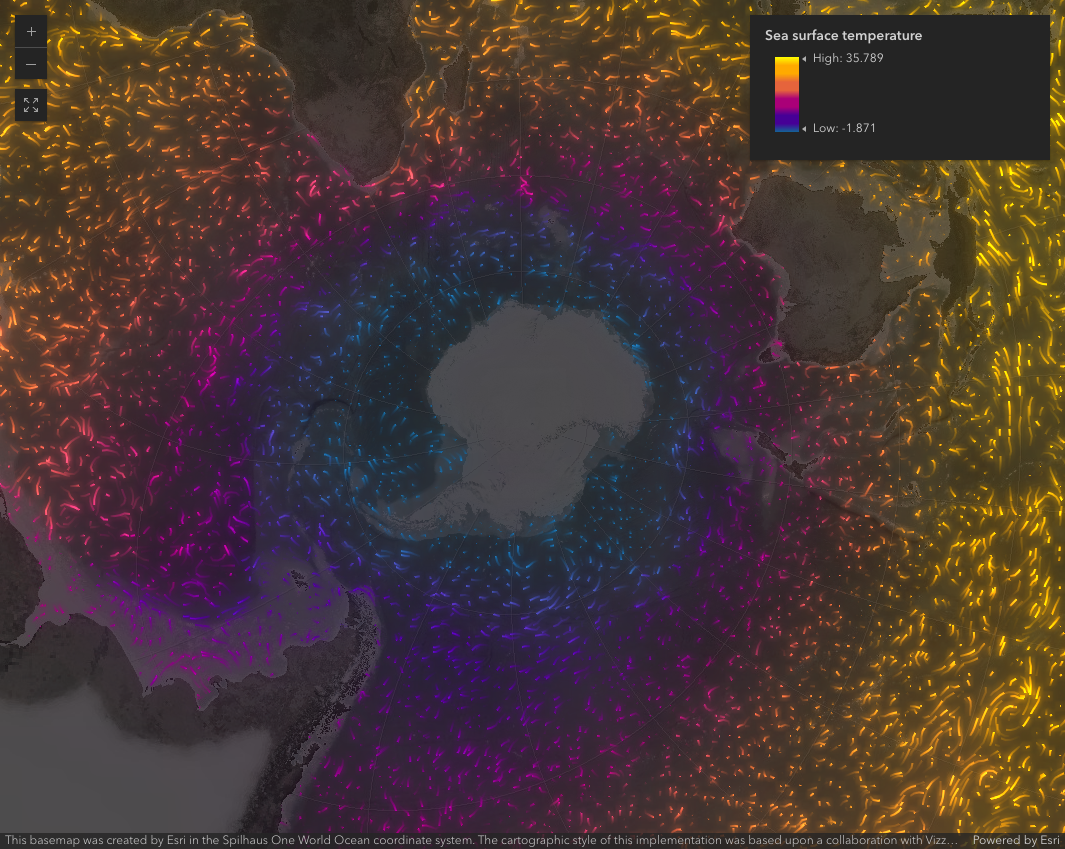 +
Sea surface temperature
High: 35.789
–
Low: -1.871
This basemap was created by Esri in the Spilhaus One World Ocean coordinate system. The cartographic style of this implementation was based upon a collaboration with Vizz… Powered by Esri